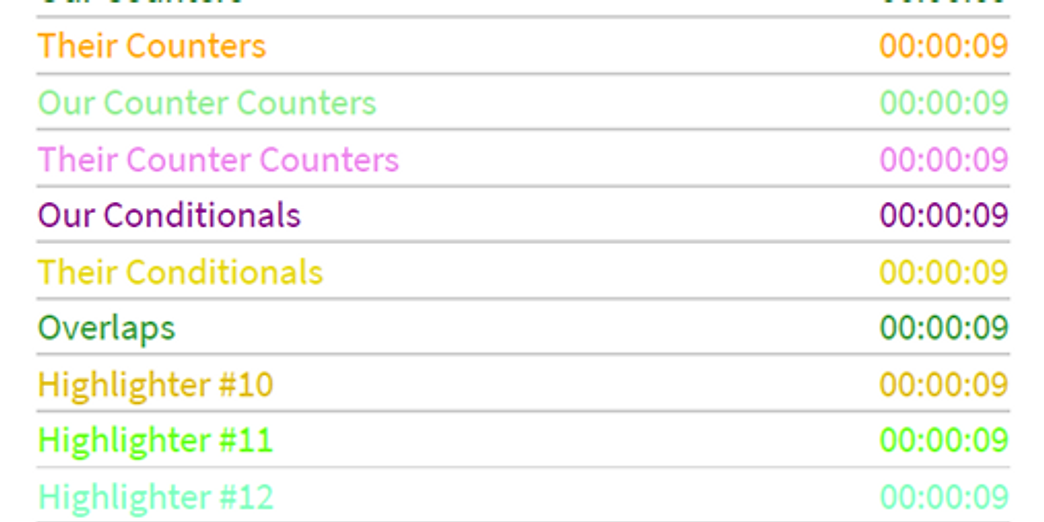 Their Counters 00:00:09
Our Counter Counters 00:00:09
Their Counter Counters 00:00:09
Our Conditionals 00:00:09
Their Conditionals 00:00:09
Overlaps 00:00:09
Highlighter #10 00:00:09
Highlighter #11 00:00:09
Highlighter #12 00:00:09